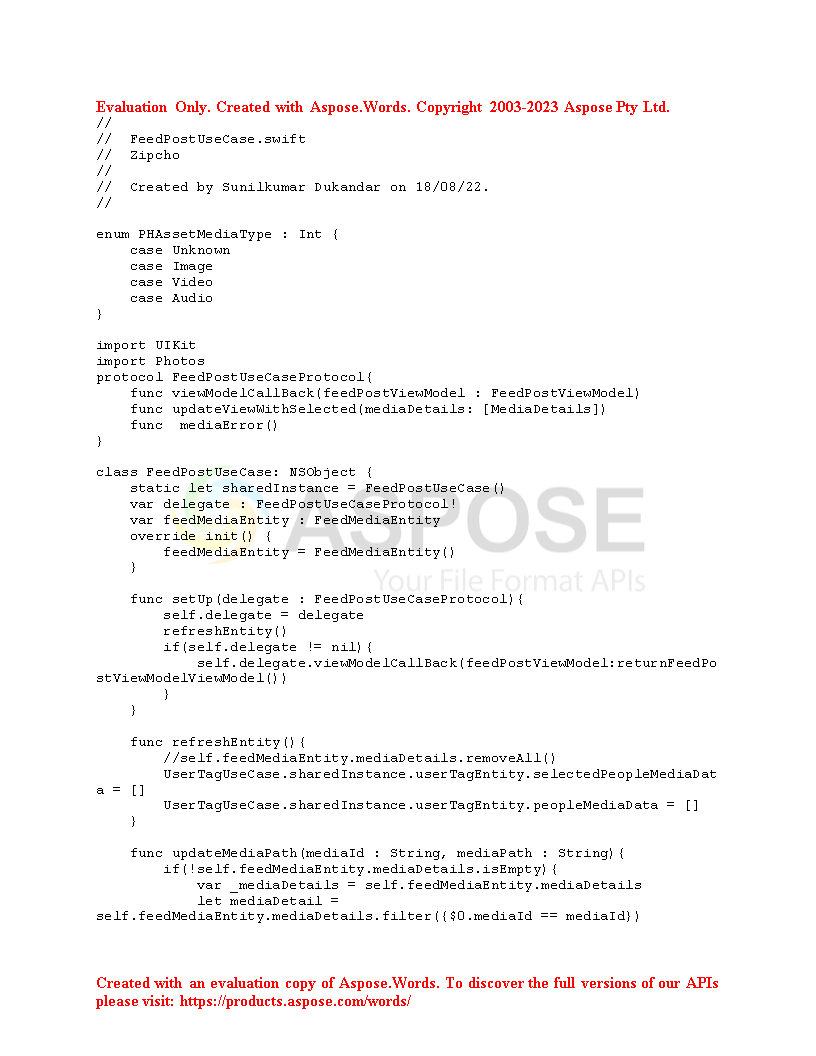 Evaluation Only. Created with Aspose.Words. Copyright 2003-2023 Aspose Pty Ltd.
//
//  FeedPostUseCase.swift
//  Zipcho
//
//  Created by Sunilkumar Dukandar on 18/08/22.
//

enum PHAssetMediaType : Int {
    case Unknown
    case Image
    case Video
    case Audio
}

import UIKit
import Photos
protocol FeedPostUseCaseProtocol{
    func viewModelCallBack(feedPostViewModel : FeedPostViewModel)
    func updateViewWithSelected(mediaDetails: [MediaDetails])
    func  mediaError()
}

class FeedPostUseCase: NSObject {
    static let sharedInstance = FeedPostUseCase()
    var delegate : FeedPostUseCaseProtocol!
    var feedMediaEntity : FeedMediaEntity
    override init() {
        feedMediaEntity = FeedMediaEntity()
    }
ASPOSE
Your File Format APIs

    func setUp(delegate : FeedPostUseCaseProtocol){
        self.delegate = delegate
        refreshEntity()
        if(self.delegate != nil){
            self.delegate.viewModelCallBack(feedPostViewModel:returnFeedPo
stViewModelViewModel())
        }
    }

    func refreshEntity(){
        //self.feedMediaEntity.mediaDetails.removeAll()
        UserTagUseCase.sharedInstance.userTagEntity.selectedPeopleMediaDat
a = []
        UserTagUseCase.sharedInstance.userTagEntity.peopleMediaData = []
    }

    func updateMediaPath(mediaId : String, mediaPath : String){
        if(!self.feedMediaEntity.mediaDetails.isEmpty){
            var _mediaDetails = self.feedMediaEntity.mediaDetails
            let mediaDetail =
self.feedMediaEntity.mediaDetails.filter({$0.mediaId == mediaId})

Created with an evaluation copy of Aspose.Words. To discover the full versions of our APIs
please visit: https://products.aspose.com/words/